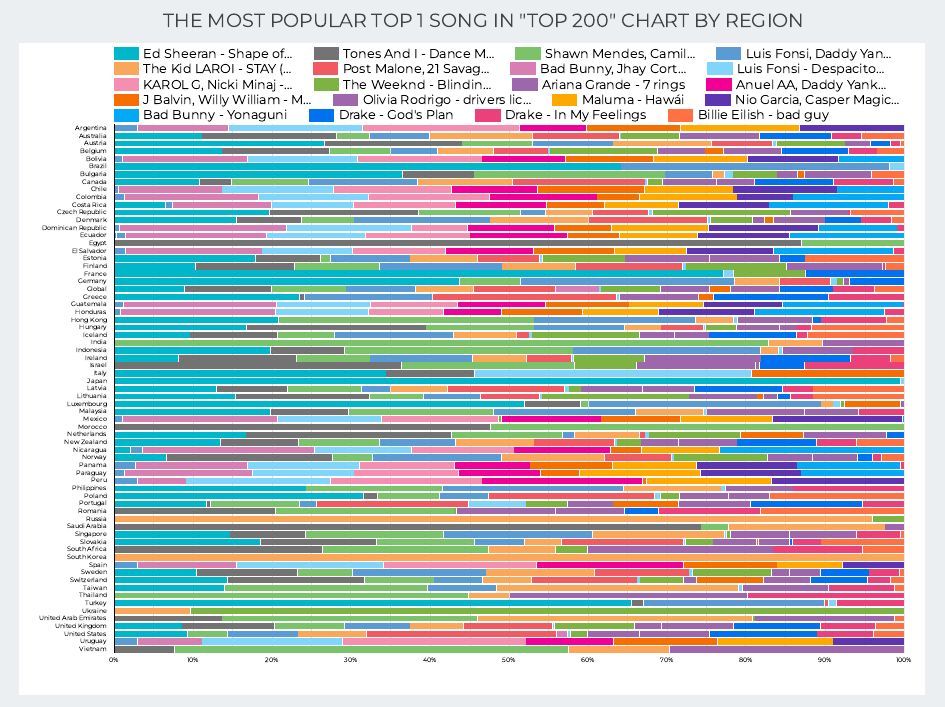 THE MOST POPULAR TOP 1 SONG IN "TOP 200" CHART BY REGION
Ed Sheeran - Shape of... Tones And I - Dance M... Shawn Mendes, Camil... Luis Fonsi, Daddy Yan...
The Kid LAROI - STAY (... Post Malone, 21 Savag... Bad Bunny, Jhay Cort... Luis Fonsi - Despacito...
KAROL G, Nicki Minaj -... The Weeknd - Blindin... Ariana Grande - 7 rings Anuel AA, Daddy Yank...
J Balvin, Willy William - M... Olivia Rodrigo - drivers lic... Maluma - Hawái Nio Garcia, Casper Magic...
Bad Bunny - Yonaguni Drake - God's Plan Drake - In My Feelings Billie Eilish - bad guy
Argentina
Australia
Austria
Belgium
Bolivia
Brazil
Bulgaria
Canada
Chile
Colombia
Costa Rica
Czech Republic
Denmark
Dominican Republic
Ecuador
Egypt
El Salvador
Estonia
Finland
France
Germany
Global
Greece
Guatemala
Honduras
Hong Kong
Hungary
Iceland
India
Indonesia
Ireland
Israel
Italy
Japan
Latvia
Lithuania
Luxembourg
Malaysia
Mexico
Morocco
Netherlands
New Zealand
Nicaragua
Norway
Panama
Paraguay
Peru
Philippines
Poland
Portugal
Romania
Russia
Saudi Arabia
Singapore
Slovakia
South Africa
South Korea
Spain
Sweden
Switzerland
Taiwan
Thailand
Turkey
Ukraine
United Arab Emirates
United Kingdom
United States
Uruguay
Vietnam
0% 10% 20% 30% 40% 50% 60% 70% 80% 90% 100%